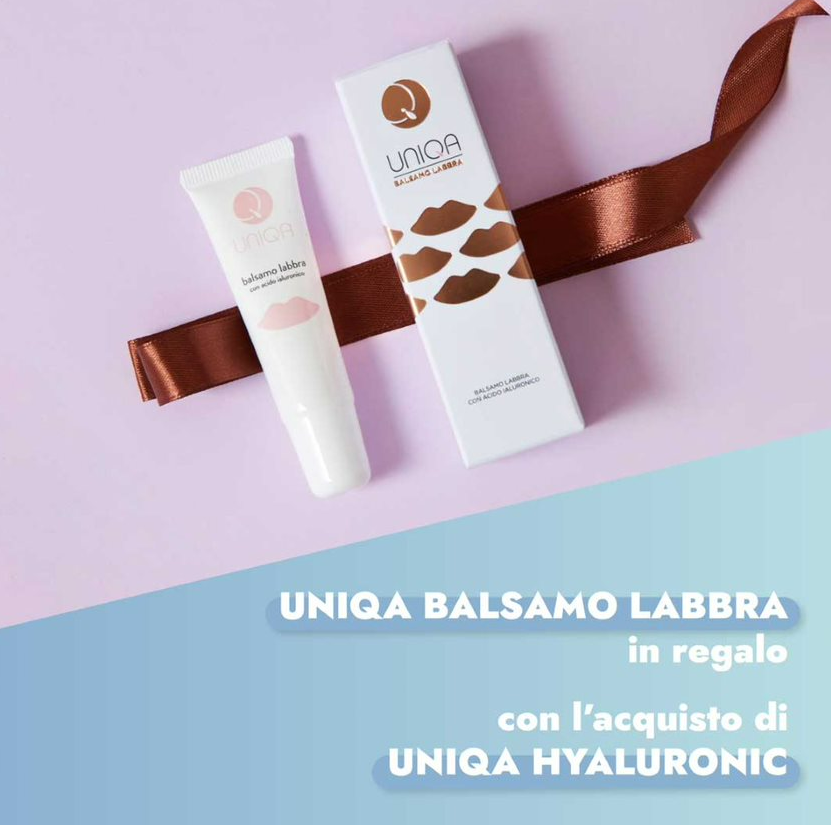 UNIQA
balsamo labbra
con acido ialuronico
UNIQA
BALSAMO LABBRA
BALSAMO LABBRA
CON ACIDO IALURONICO
UNIQA BALSAMO LABBRA
in regalo
con l'acquisto di
UNIQA HYALURONIC